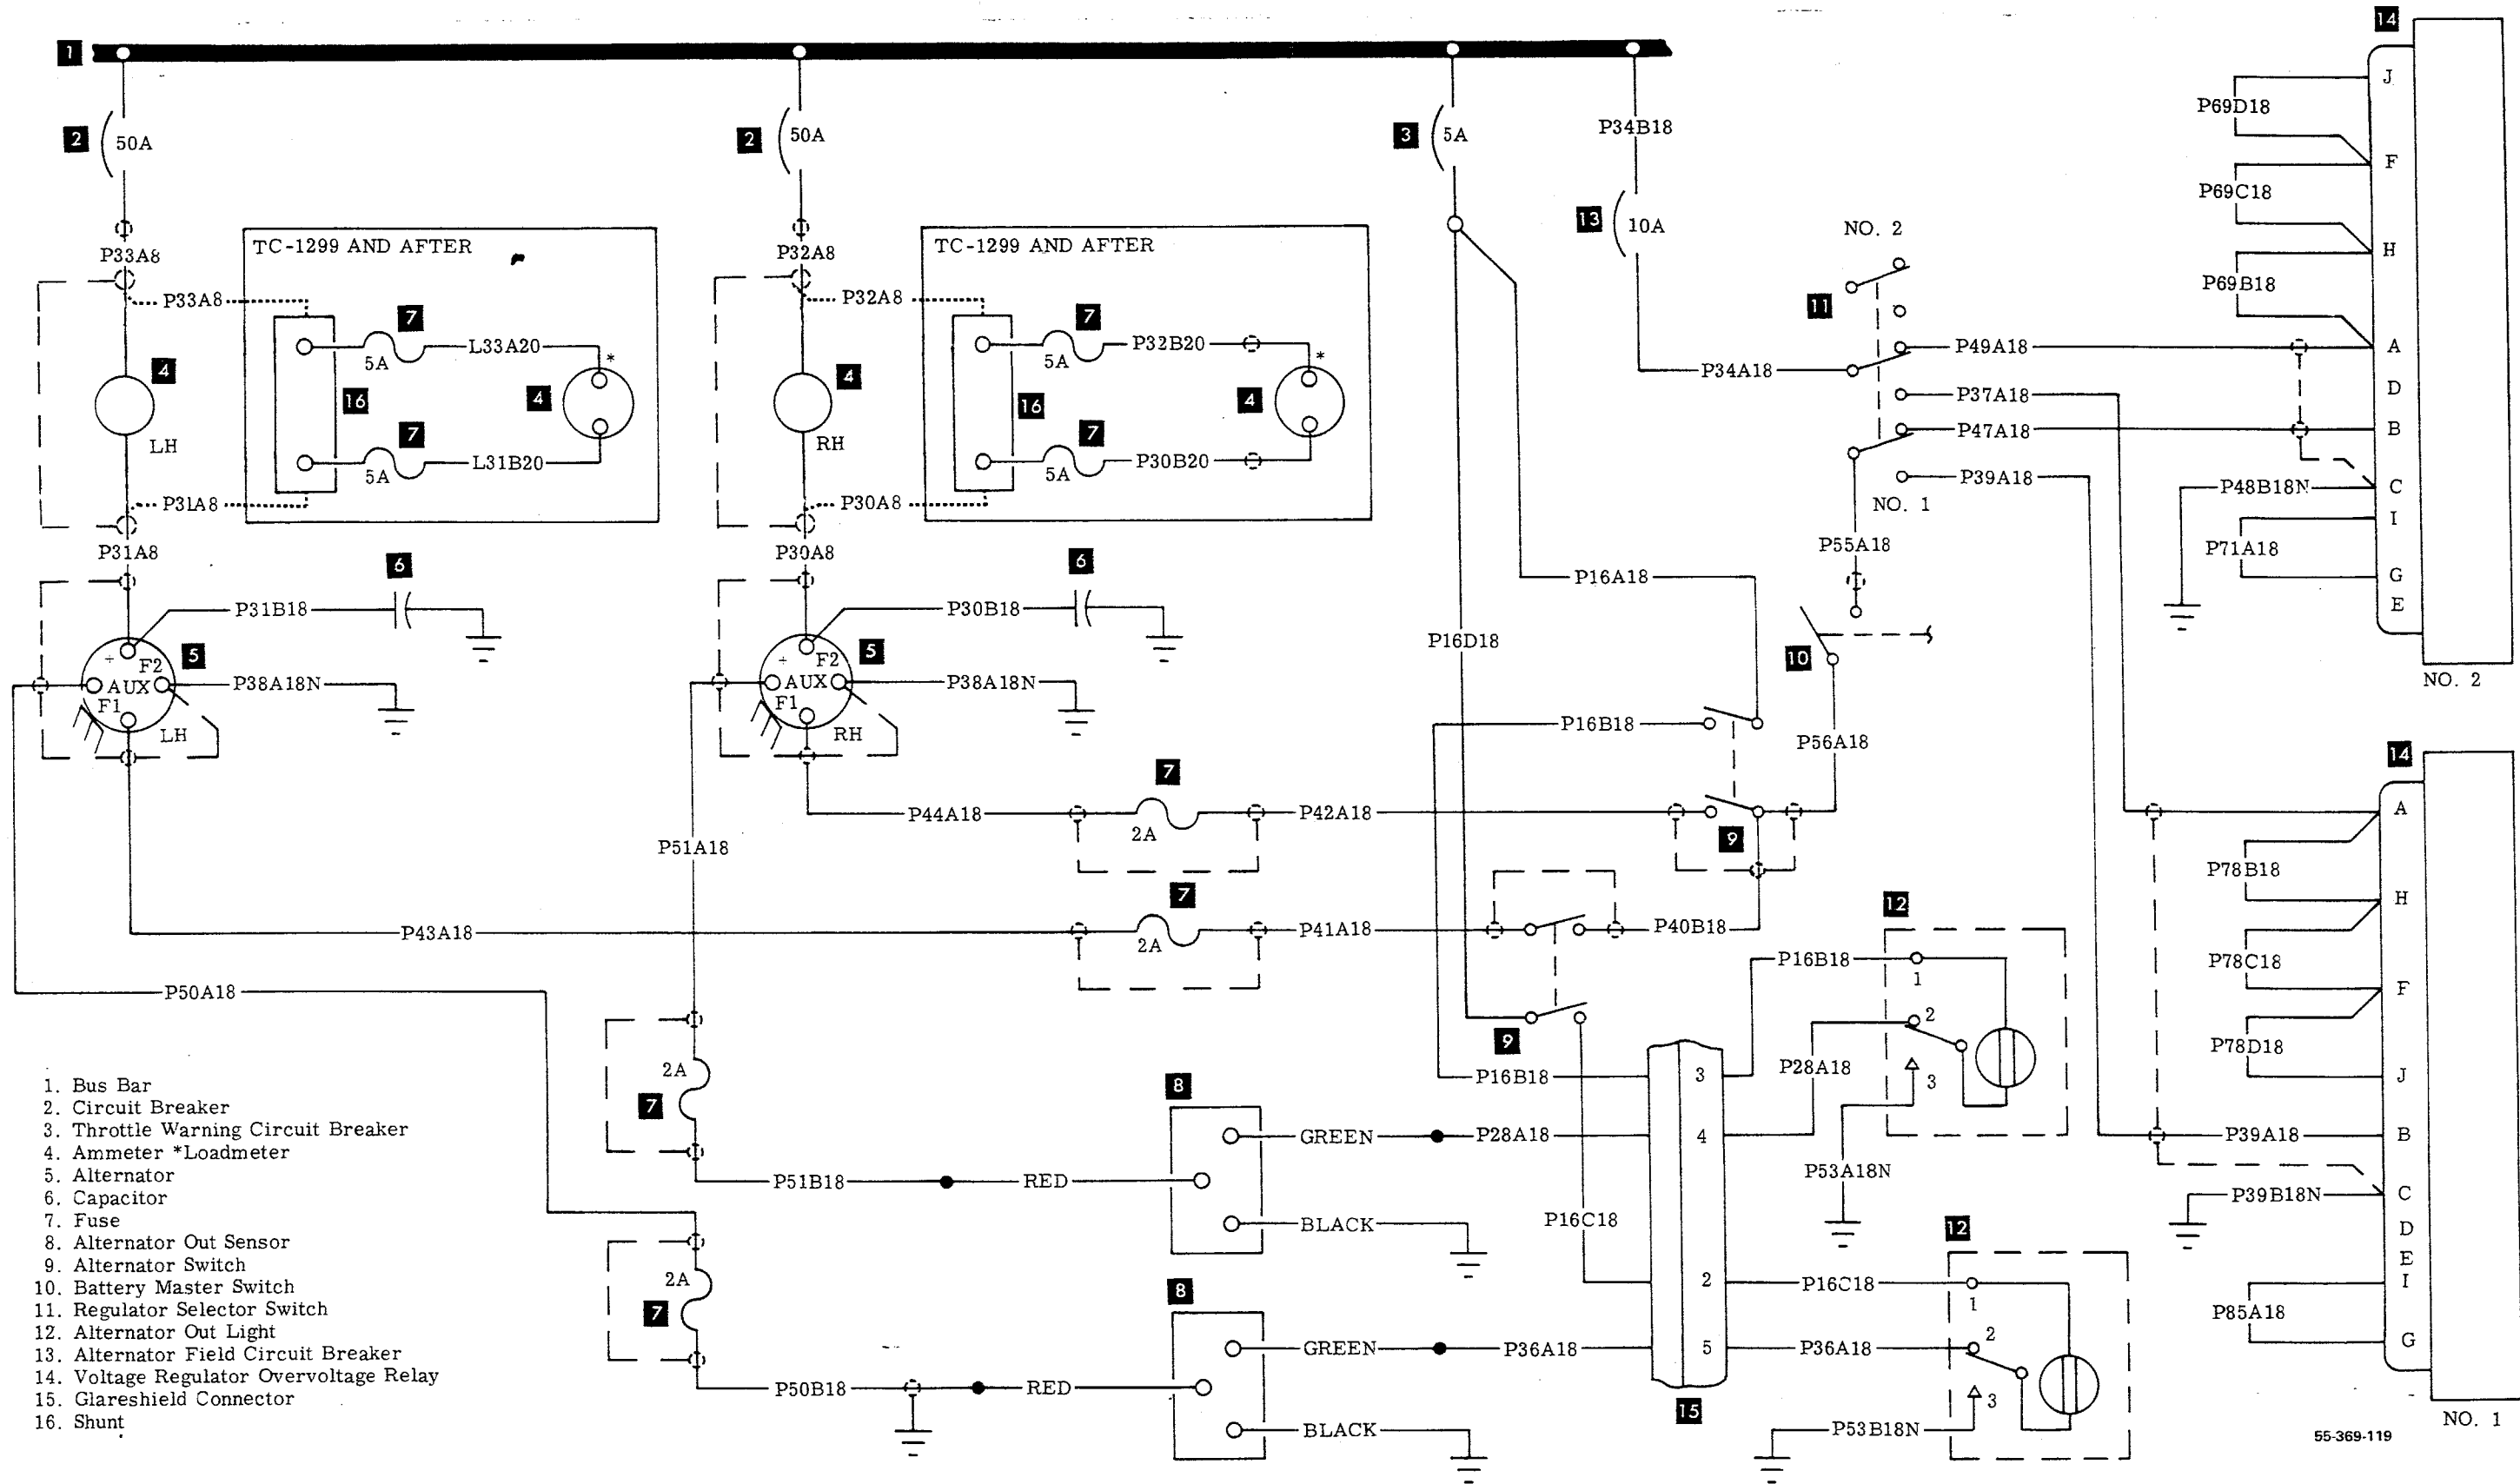 1
14
2
50A
2
50A
3
5A
P34B18
13
10A
P33A8
TC-1299 AND AFTER
P33A8
7
5A
L33A20
*
16
4
4
LH
7
5A
L31B20
P31A8
P31A8
P32A8
TC-1299 AND AFTER
P32A8
7
5A
P32B20
*
16
4
4
RH
7
5A
P30B20
P30A8
P30A8
NO. 2
11
P49A18
P34A18
P37A18
P47A18
P39A18
NO. 1
P55A18
10
P56A18
J
P69D18
F
P69C18
H
P69B18
A
D
B
P48B18N
C
I
P71A18
G
E
NO. 2
6
P31B18
+
F2
5
AUX
P38A18N
F1
LH
6
P30B18
+
F2
5
AUX
P38A18N
F1
RH
P16A18
P16D18
P16B18
7
P44A18
2A
P42A18
9
P51A18
7
P43A18
2A
P41A18
P40B18
P50A18
9
14
A
P78B18
H
P78C18
F
P78D18
J
P39A18
B
P39B18N
C
D
E
I
P85A18
G
NO. 1
12
P16B18
1
2
P28A18
3
P53A18N
2A
7
8
P16B18
3
GREEN
P28A18
4
P51B18
RED
BLACK
P16C18
2
P16C18
12
1
2A
7
8
GREEN
P36A18
5
P36A18
2
3
P50B18
RED
BLACK
15
P53B18N
1. Bus Bar
2. Circuit Breaker
3. Throttle Warning Circuit Breaker
4. Ammeter *Loadmeter
5. Alternator
6. Capacitor
7. Fuse
8. Alternator Out Sensor
9. Alternator Switch
10. Battery Master Switch
11. Regulator Selector Switch
12. Alternator Out Light
13. Alternator Field Circuit Breaker
14. Voltage Regulator Overvoltage Relay
15. Glareshield Connector
16. Shunt
55-369-119